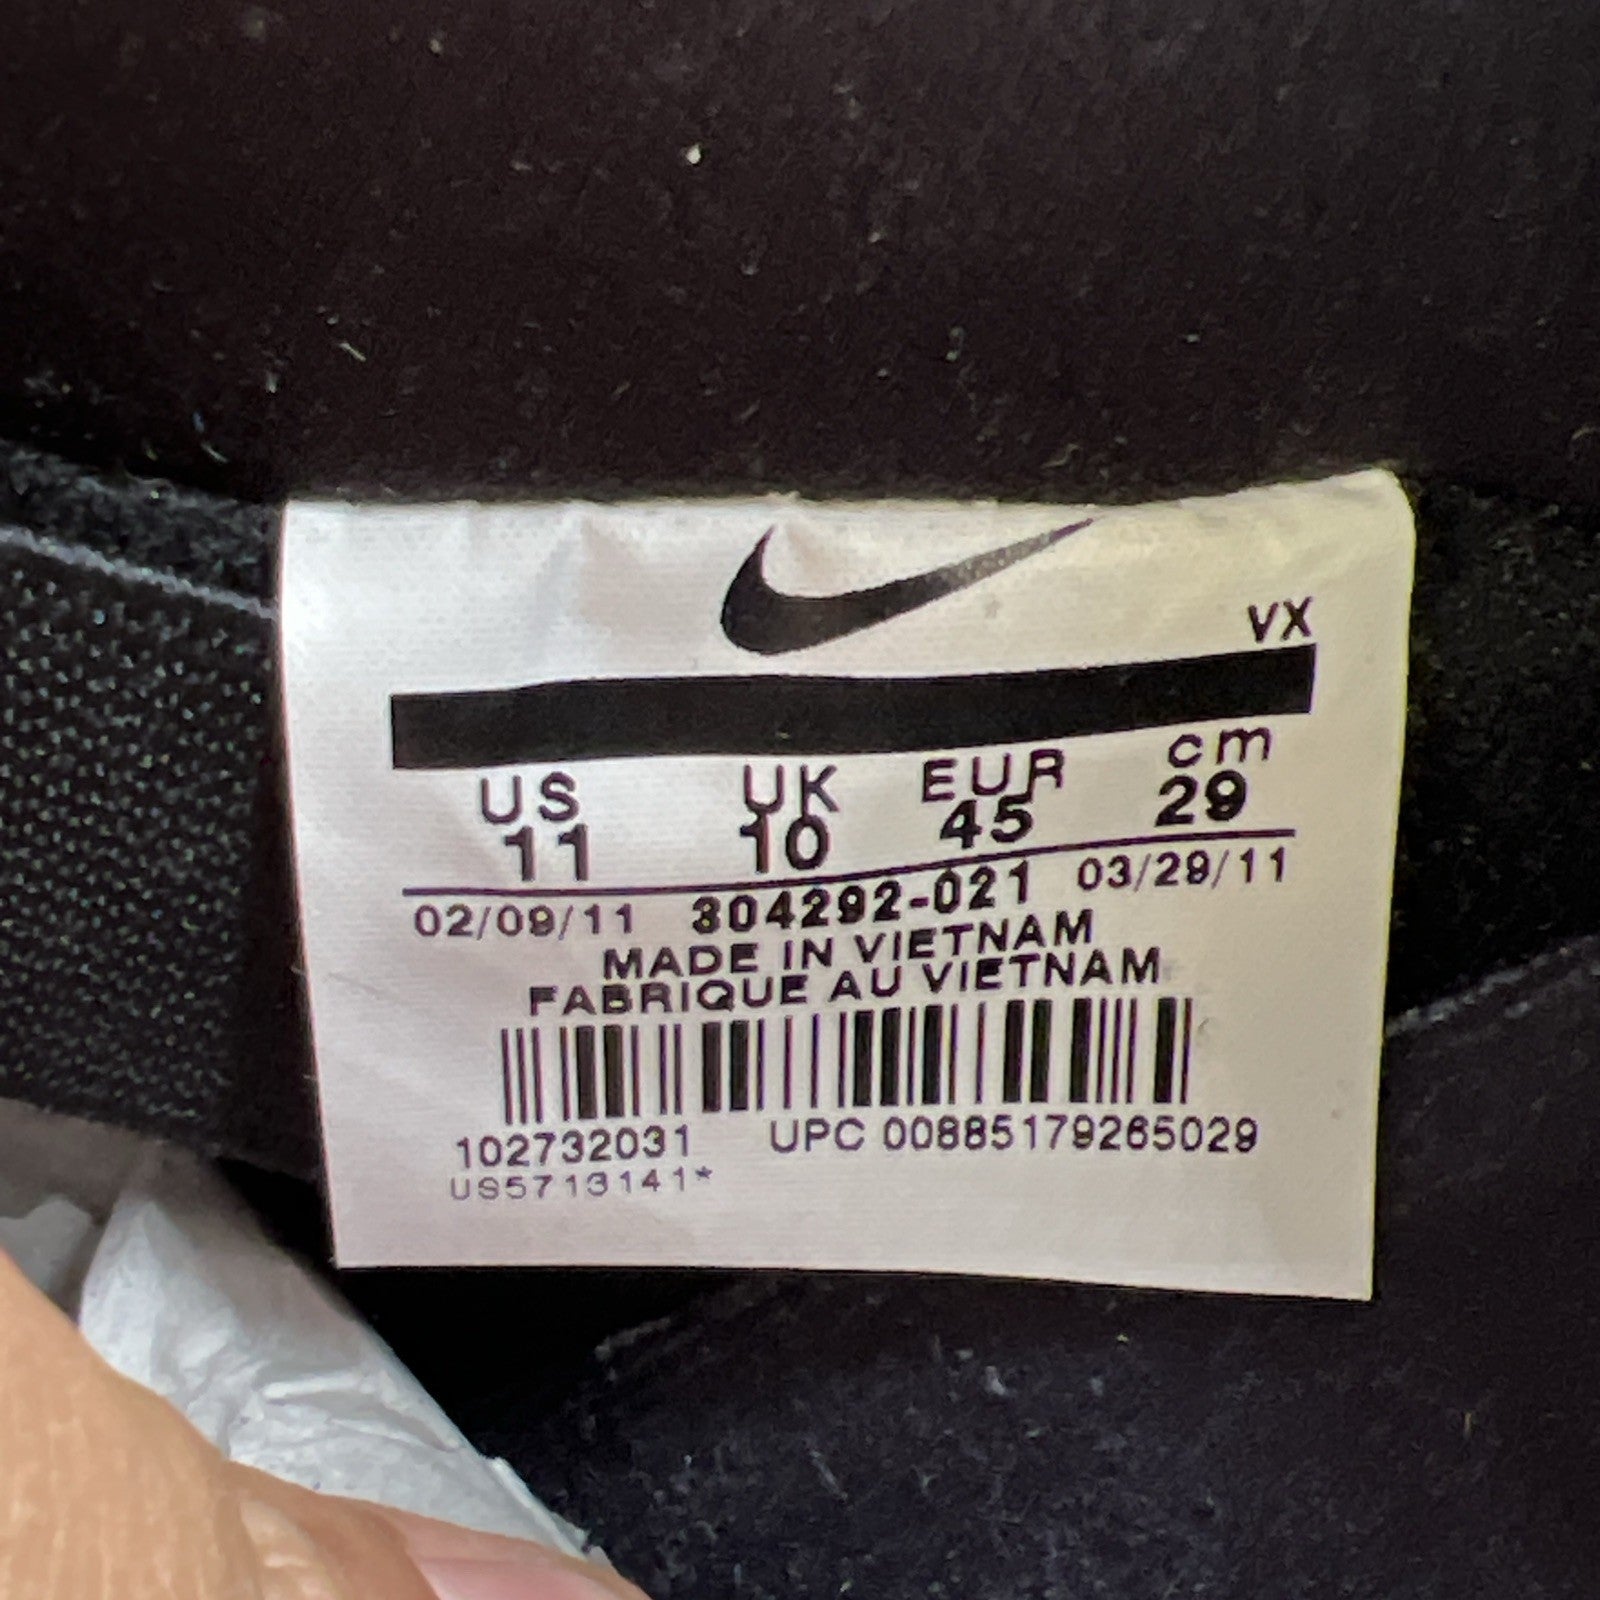 VX
US UK EUR cm
11 10 45 29
02/09/11 304292-021 03/29/11
MADE IN VIETNAM
FABRIQUE AU VIETNAM
102732031 UPC 00885179265029
US5713141*